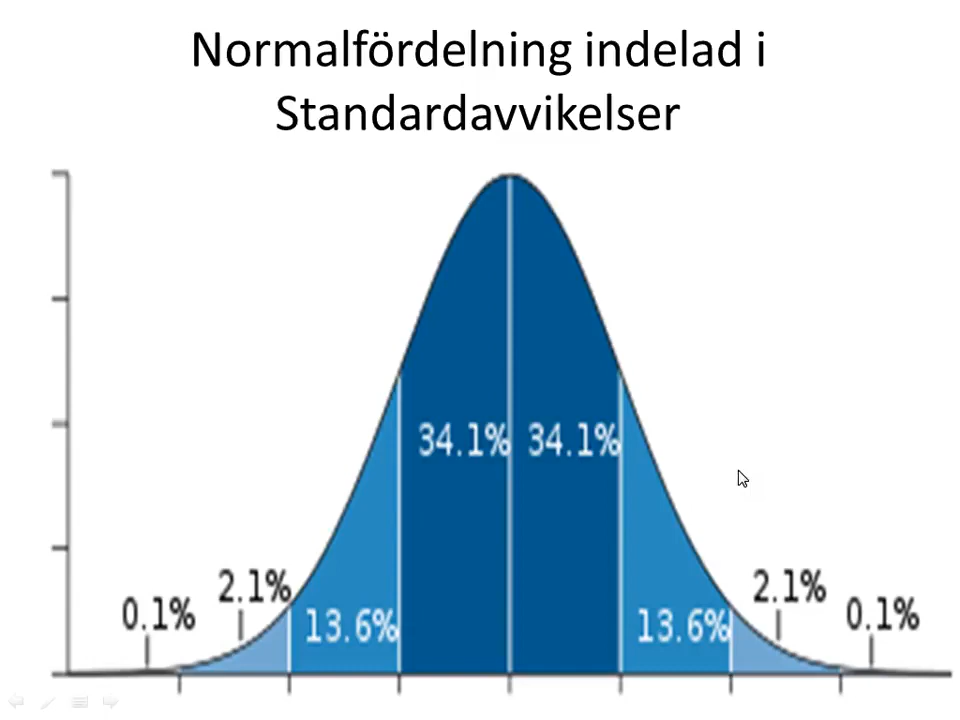 Normalfördelning indelad i
Standardavvikelser
34.1% 34.1%
0.1% 2.1% 13.6% 13.6% 2.1% 0.1%